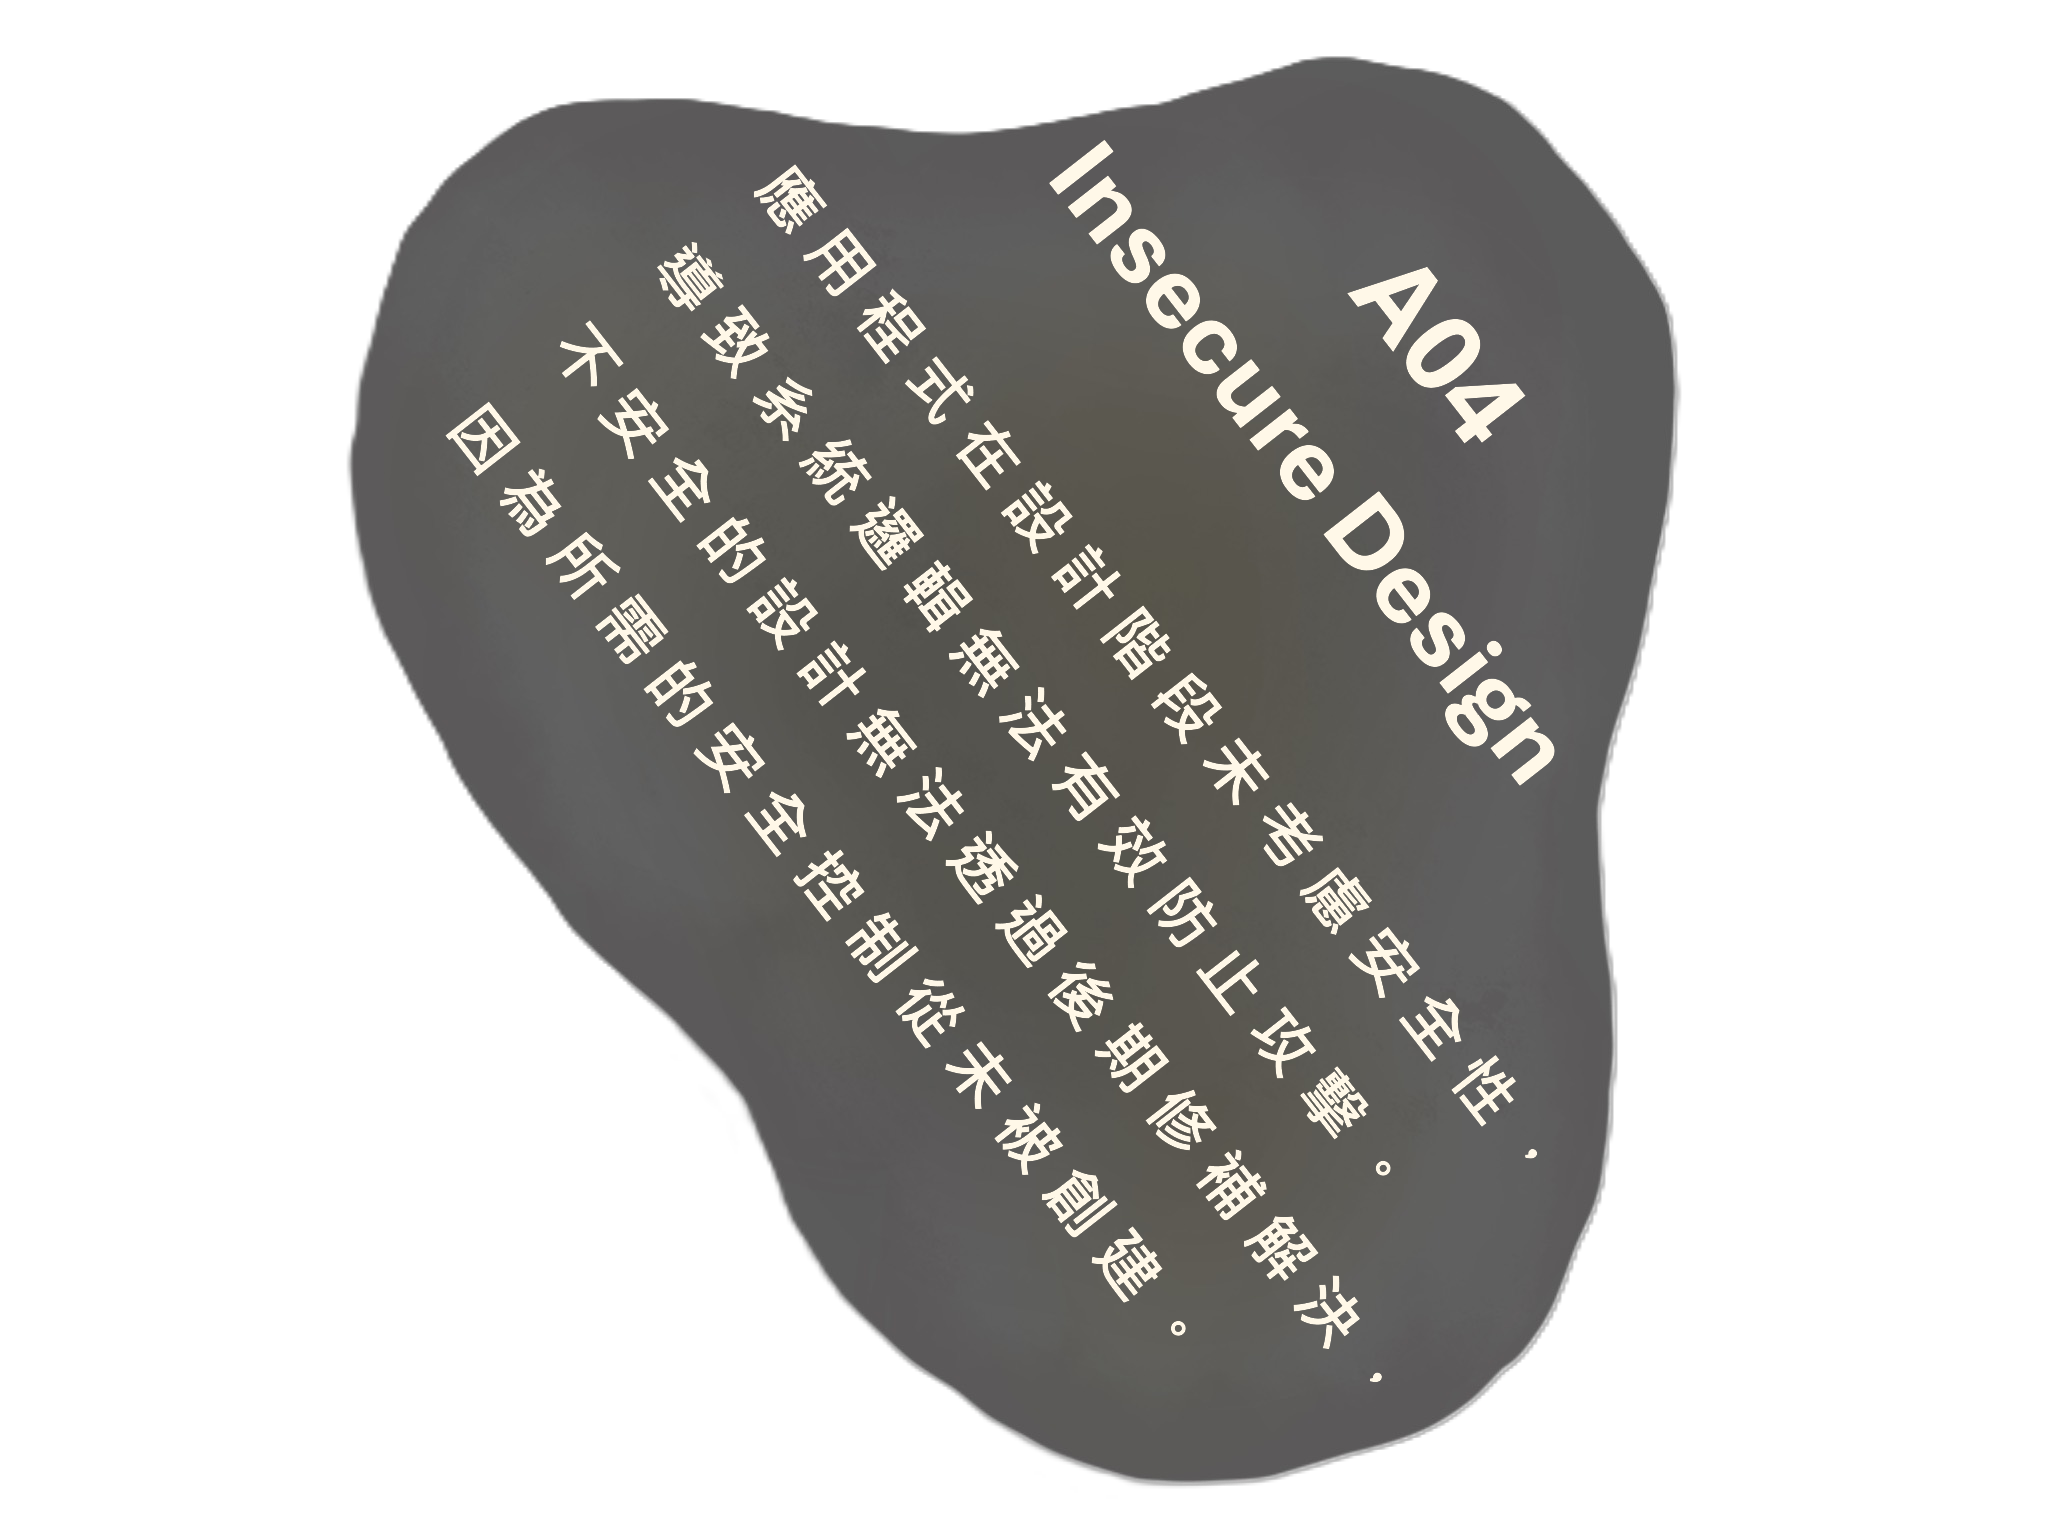 A04
Insecure Design
應用程式在設計階段未考慮安全性，
導致系統邏輯無法有效防止攻擊。
不安全的設計無法透過後期修補解決，
因為所需的安全控制從未被創建。